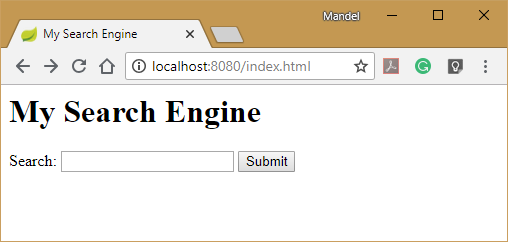 Mandel
My Search Engine
localhost:8080/index.html
My Search Engine
Search: Submit